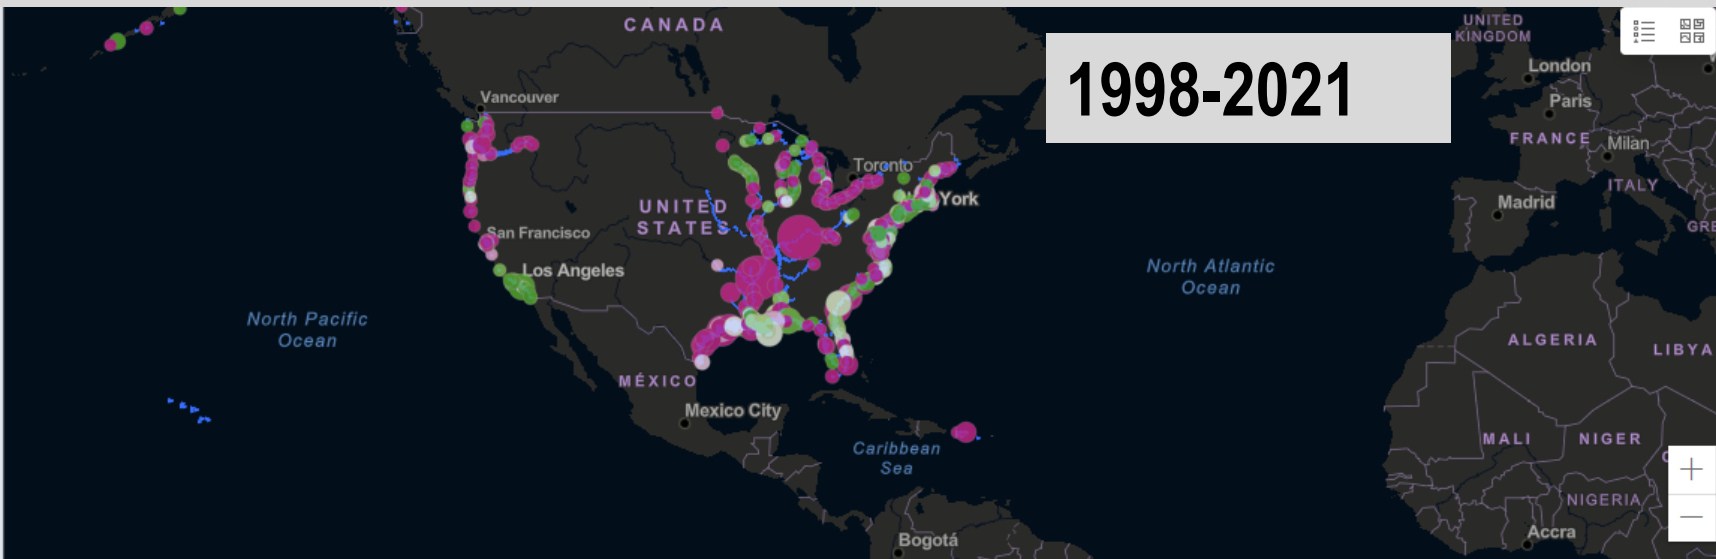 CANADA
1998-2021
UNITED
KINGDOM
London
Vancouver
Paris
FRANCE
Milan
Toronto
ITALY
UNITED
STATES
York
Madrid
GRE
San Francisco
Los Angeles
North Atlantic
Ocean
North Pacific
Ocean
ALGERIA
LIBYA
MÉXICO
Mexico City
Caribbean
Sea
MALI
NIGER
NIGERIA
Accra
Bogotá